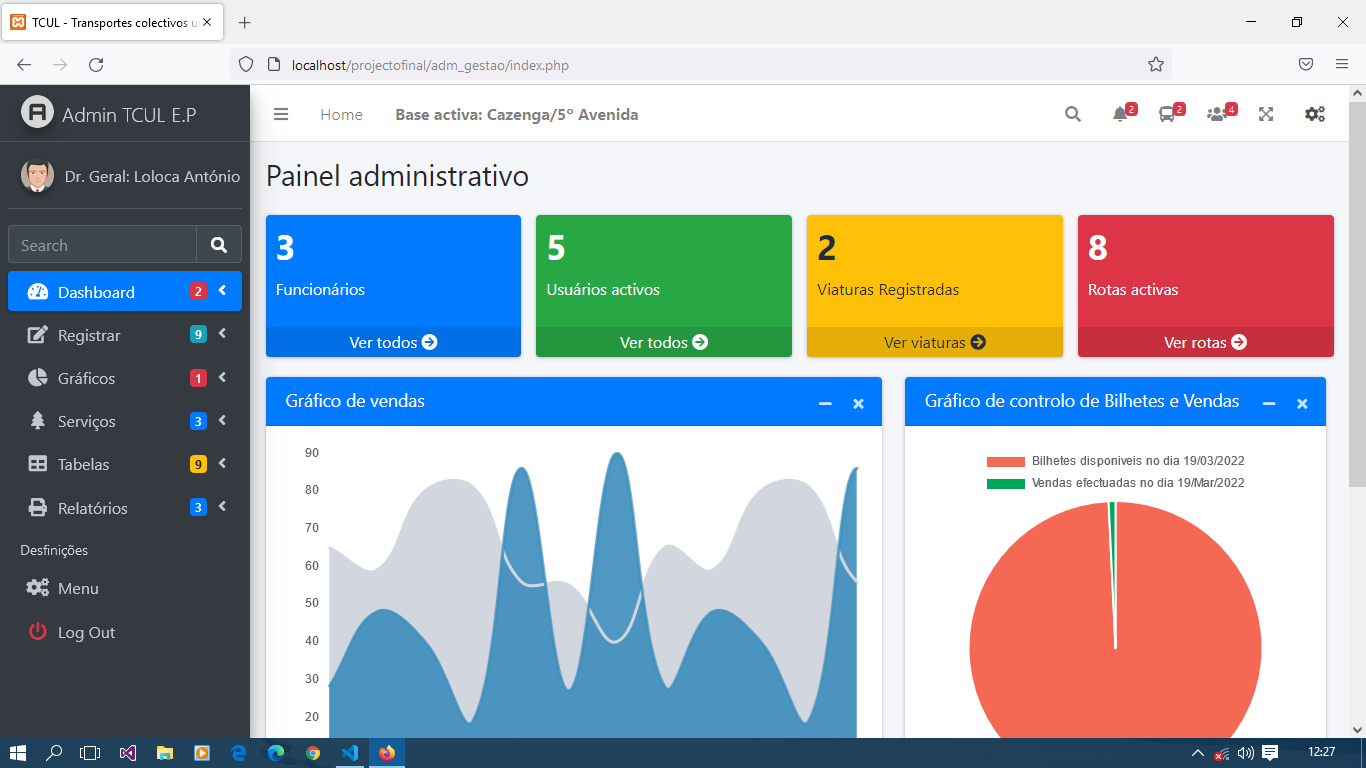 TCUL - Transportes colectivos u
localhost/projectofinal/adm_gestao/index.php
Admin TCUL E.P
Home
Base activa: Cazenga/5º Avenida
2
2
4
Dr. Geral: Loloca António
Search
Dashboard 2
Registrar 9
Gráficos 1
Serviços 3
Tabelas 9
Relatórios 3
Desfinições
Menu
Log Out
Painel administrativo
3
Funcionários
Ver todos
5
Usuários activos
Ver todos
2
Viaturas Registradas
Ver viaturas
8
Rotas activas
Ver rotas
Gráfico de vendas
90
80
70
60
50
40
30
20
Gráfico de controlo de Bilhetes e Vendas
Bilhetes disponiveis no dia 19/03/2022
Vendas efectuadas no dia 19/Mar/2022
12:27